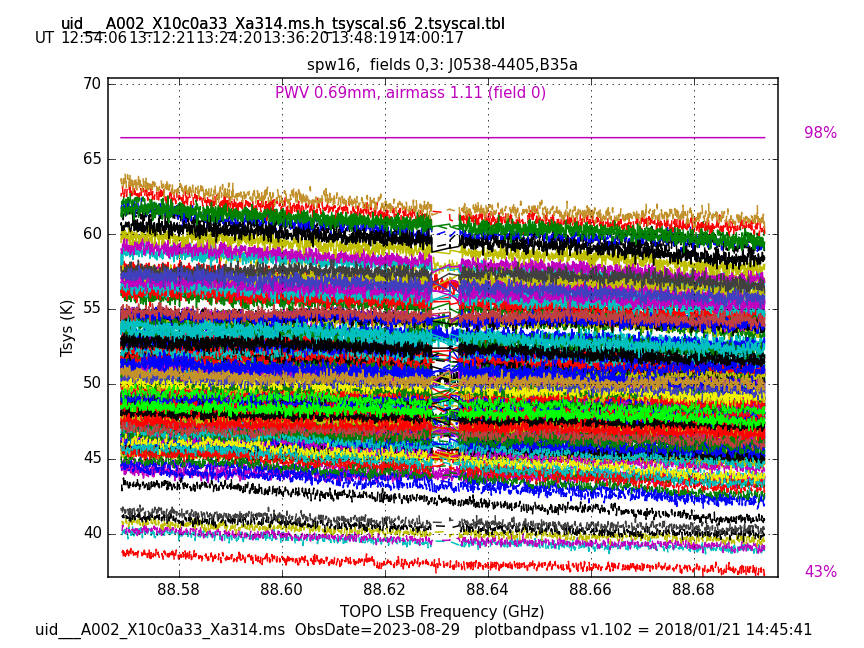 uid___A002_X10c0a33_Xa314.ms.h_tsyscal.s6_2.tsyscal.tbl
UT 12:54:06 13:12:21 13:24:20 13:36:20 13:48:19 14:00:17
spw16, fields 0,3: J0538-4405,B35a
PWV 0.69mm, airmass 1.11 (field 0)
98%
43%
70
65
60
55
50
45
40
Tsys (K)
88.58 88.60 88.62 88.64 88.66 88.68
TOPO LSB Frequency (GHz)
uid___A002_X10c0a33_Xa314.ms ObsDate=2023-08-29 plotbandpass v1.102 = 2018/01/21 14:45:41